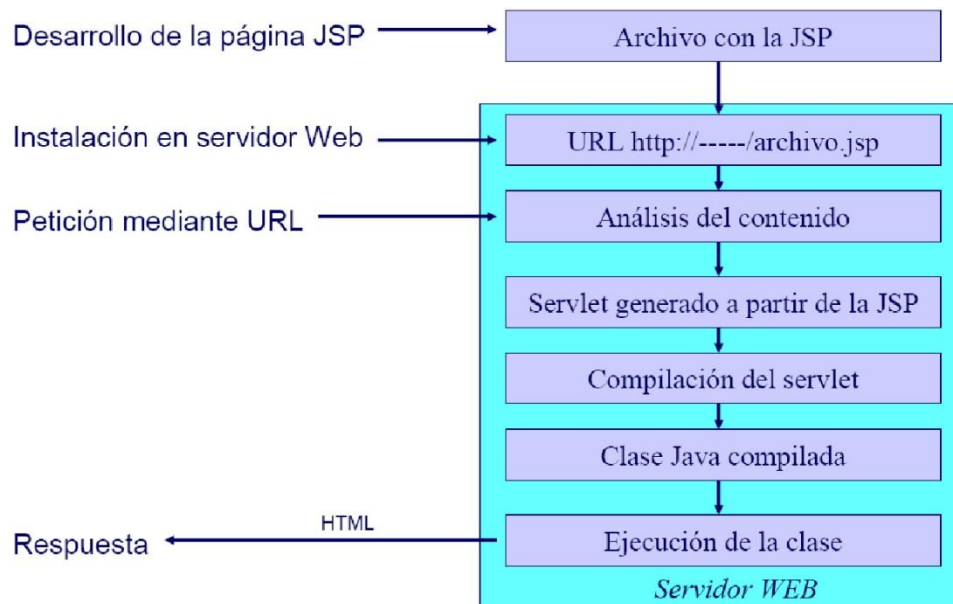 Desarrollo de la página JSP
Archivo con la JSP
Instalación en servidor Web
URL http://-----/archivo.jsp
Petición mediante URL
Análisis del contenido
Servlet generado a partir de la JSP
Compilación del servlet
Clase Java compilada
HTML
Respuesta
Ejecución de la clase
Servidor WEB